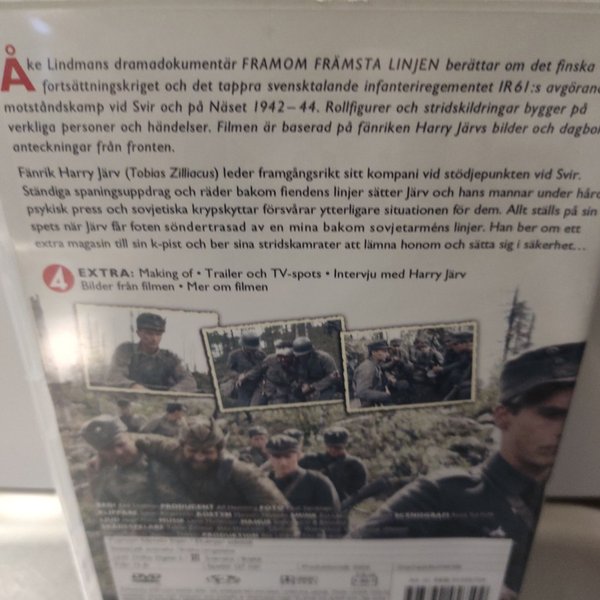 Åke Lindmans dramadokumentär FRAMOM FRÄMSTA LINJEN berättar om det finska
fortsättningskriget och det tappra svensktalande infanteriregementet IR61:s avgörand
motståndskamp vid Svir och på Näset 1942–44. Rollfigurer och stridskildringar bygger på
verkliga personer och händelser. Filmen är baserad på fänriken Harry Järvs bilder och dagbok
anteckningar från fronten.
Fänrik Harry Järv (Tobias Zilliacus) leder framgångsrikt sitt kompani vid stödjepunkten vid Svir.
Ständiga spaningsuppdrag och räder bakom fiendens linjer sätter Järv och hans mannar under hård
psykisk press och sovjetiska krypskyttar försvårar ytterligare situationen för dem. Allt ställs på sin
spets när Järv får foten söndertrasad av en mina bakom sovjetarméns linjer. Han ber om ett
extra magasin till sin k-pist och ber sina stridskamrater att lämna honom och sätta sig i säkerhet...
4 EXTRA: Making of • Trailer och TV-spots • Intervju med Harry Järv
Bilder från filmen • Mer om filmen
PRODUCENT
FOTO
KLIPPARE
PRODUKTION
SCENOGRAFI
DVD